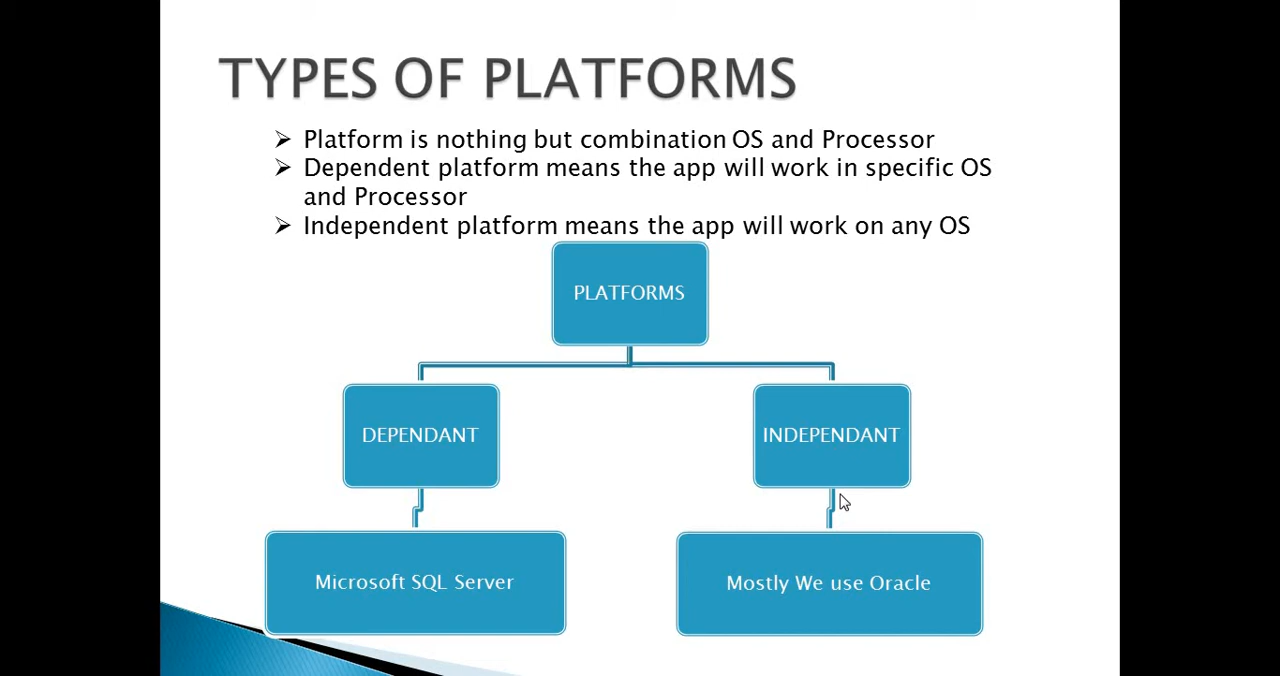 TYPES OF PLATFORMS
➢ Platform is nothing but combination OS and Processor
➢ Dependent platform means the app will work in specific OS
and Processor
➢ Independent platform means the app will work on any OS
PLATFORMS
DEPENDANT
INDEPENDANT
Microsoft SQL Server
Mostly We use Oracle